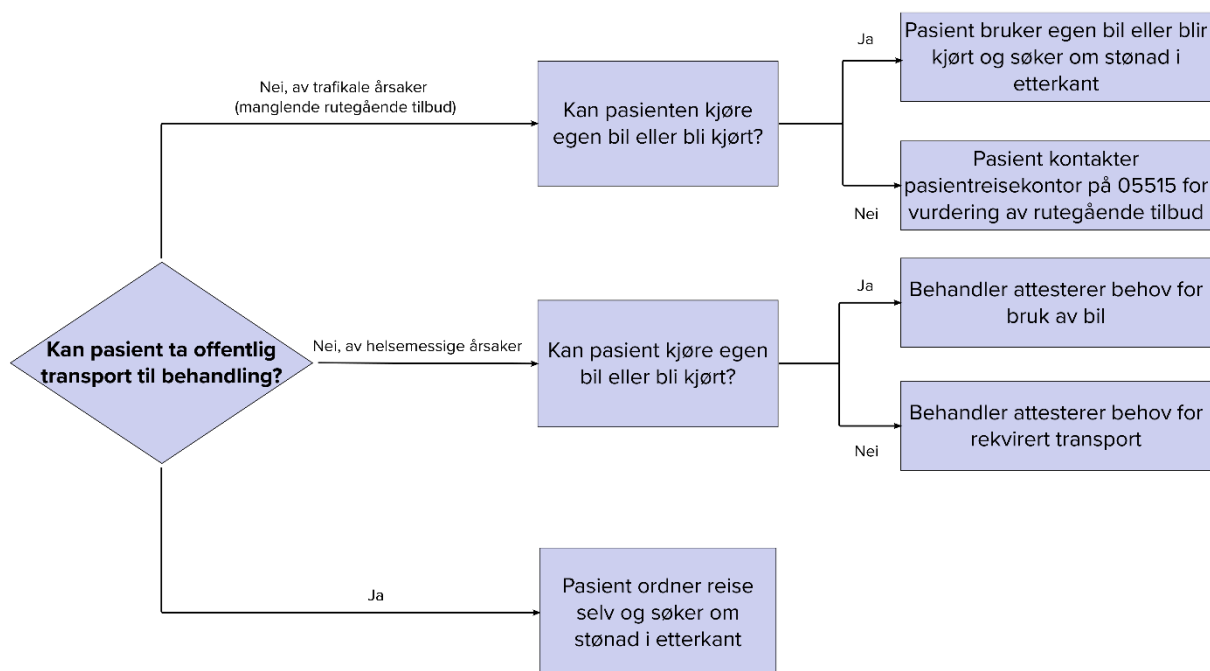 Kan pasient ta offentlig
transport til behandling?
Nei, av trafikale årsaker
(manglende rutegående tilbud)
Kan pasienten kjøre
egen bil eller bli kjørt?
Ja
Pasient bruker egen bil eller blir
kjørt og søker om stønad i
etterkant
Nei
Pasient kontakter
pasientreisekontor på 05515 for
vurdering av rutegående tilbud
Nei, av helsemessige årsaker
Kan pasient kjøre egen
bil eller bli kjørt?
Ja
Behandler attesterer behov for
bruk av bil
Nei
Behandler attesterer behov for
rekvirert transport
Ja
Pasient ordner reise
selv og søker om
stønad i etterkant